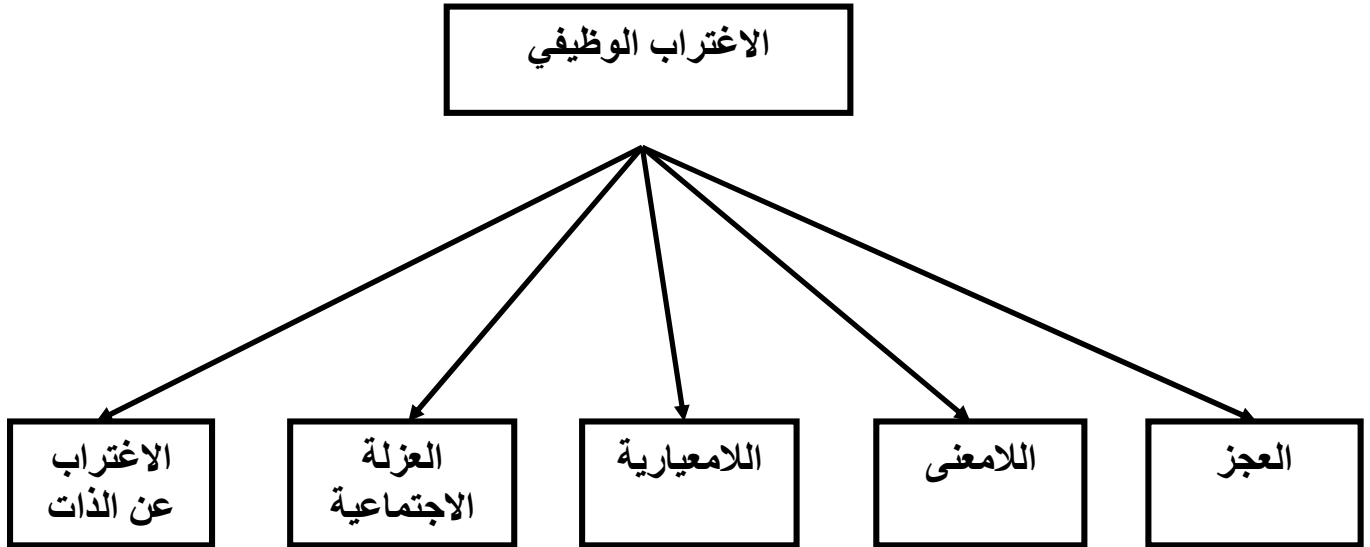 الاغتراب الوظيفي
العجز
اللامعنى
اللامعيارية
العزلة
الاجتماعية
الاغتراب
عن الذات